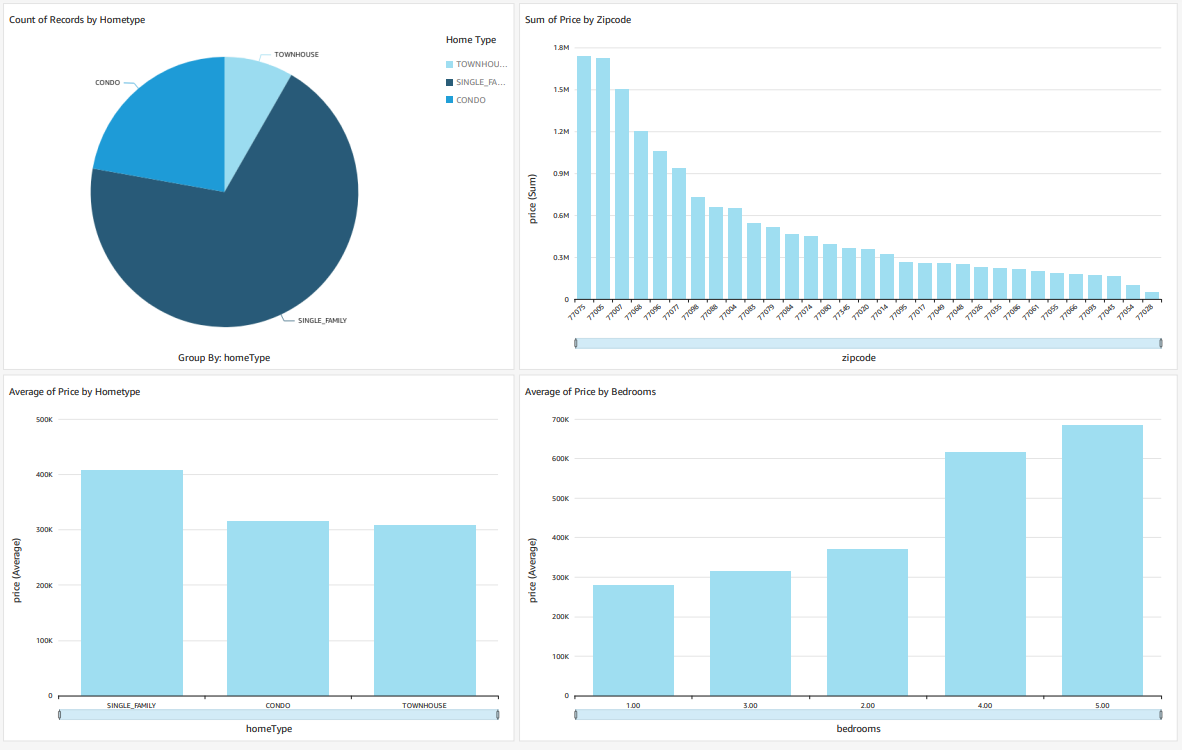 Count of Records by Hometype
Home Type
TOWNHOU...
SINGLE_FA...
CONDO
TOWNHOUSE
CONDO
SINGLE_FAMILY
Group By: homeType
Sum of Price by Zipcode
price (Sum)
1.8M
1.5M
1.2M
0.9M
0.6M
0.3M
0
77075
77005
77007
77068
77096
77077
77098
77088
77004
77083
77079
77084
77074
77080
77345
77020
77014
77095
77017
77049
77048
77026
77035
77086
77061
77055
77066
77093
77045
77054
77028
zipcode
Average of Price by Hometype
price (Average)
500K
400K
300K
200K
100K
0
SINGLE_FAMILY CONDO TOWNHOUSE
homeType
Average of Price by Bedrooms
price (Average)
700K
600K
500K
400K
300K
200K
100K
0
1.00 3.00 2.00 4.00 5.00
bedrooms